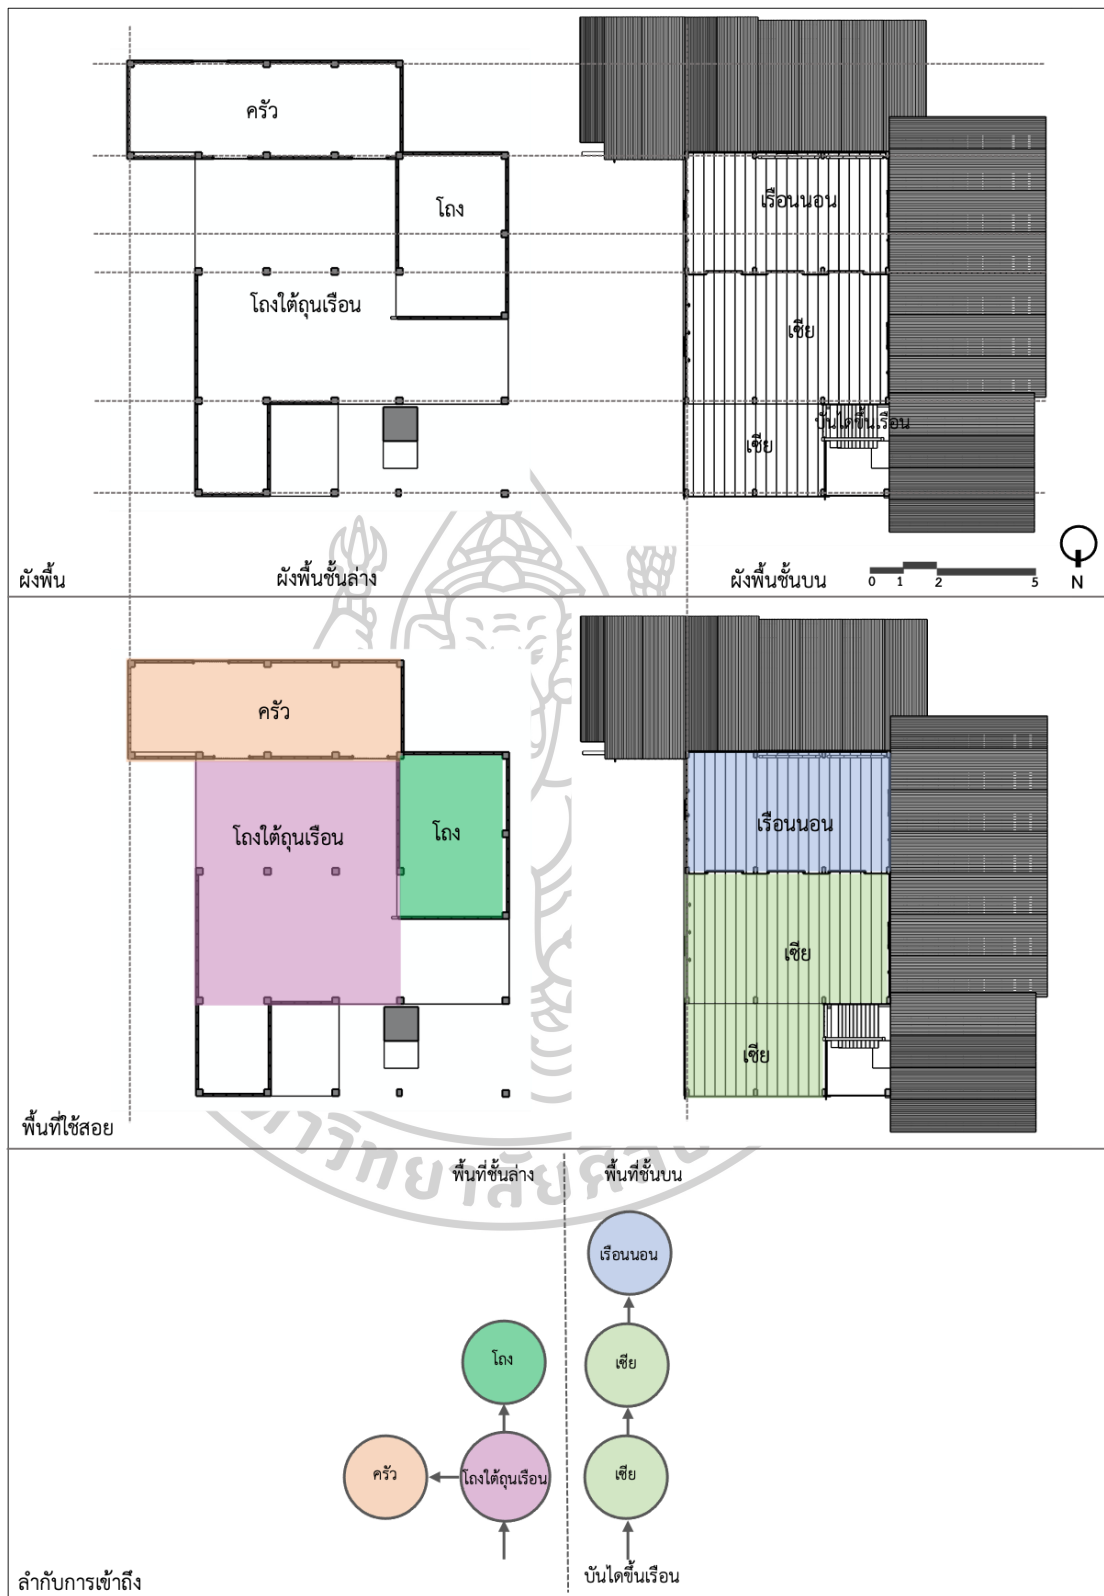 ครัว
โถง
โถงใต้ถุนเรือน
เรือนนอน
เซีย
บันไดขึ้นเรือน
เซีย
ผังพื้น
ผังพื้นชั้นล่าง
ผังพื้นชั้นบน
0 1 2 5
N
ครัว
โถงใต้ถุนเรือน
โถง
เรือนนอน
เซีย
เซีย
พื้นที่ใช้สอย
พื้นที่ชั้นล่าง
พื้นที่ชั้นบน
เรือนนอน
โถง
เซีย
ครัว
โถงใต้ถุนเรือน
เซีย
บันไดขึ้นเรือน
ลำกับการเข้าถึง